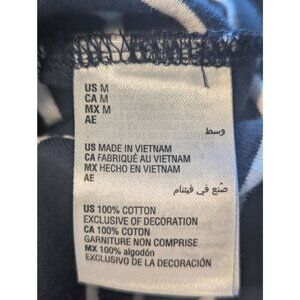 US M
CA M
MX M
AE
وسط
US MADE IN VIETNAM
CA FABRIQUÉ AU VIETNAM
MX HECHO EN VIETNAM
AE
صُنع في فيتنام
US 100% COTTON
EXCLUSIVE OF DECORATION
CA 100% COTON
GARNITURE NON COMPRISE
MX 100% algodón
EXCLUSIVO DE LA DECORACIÓN